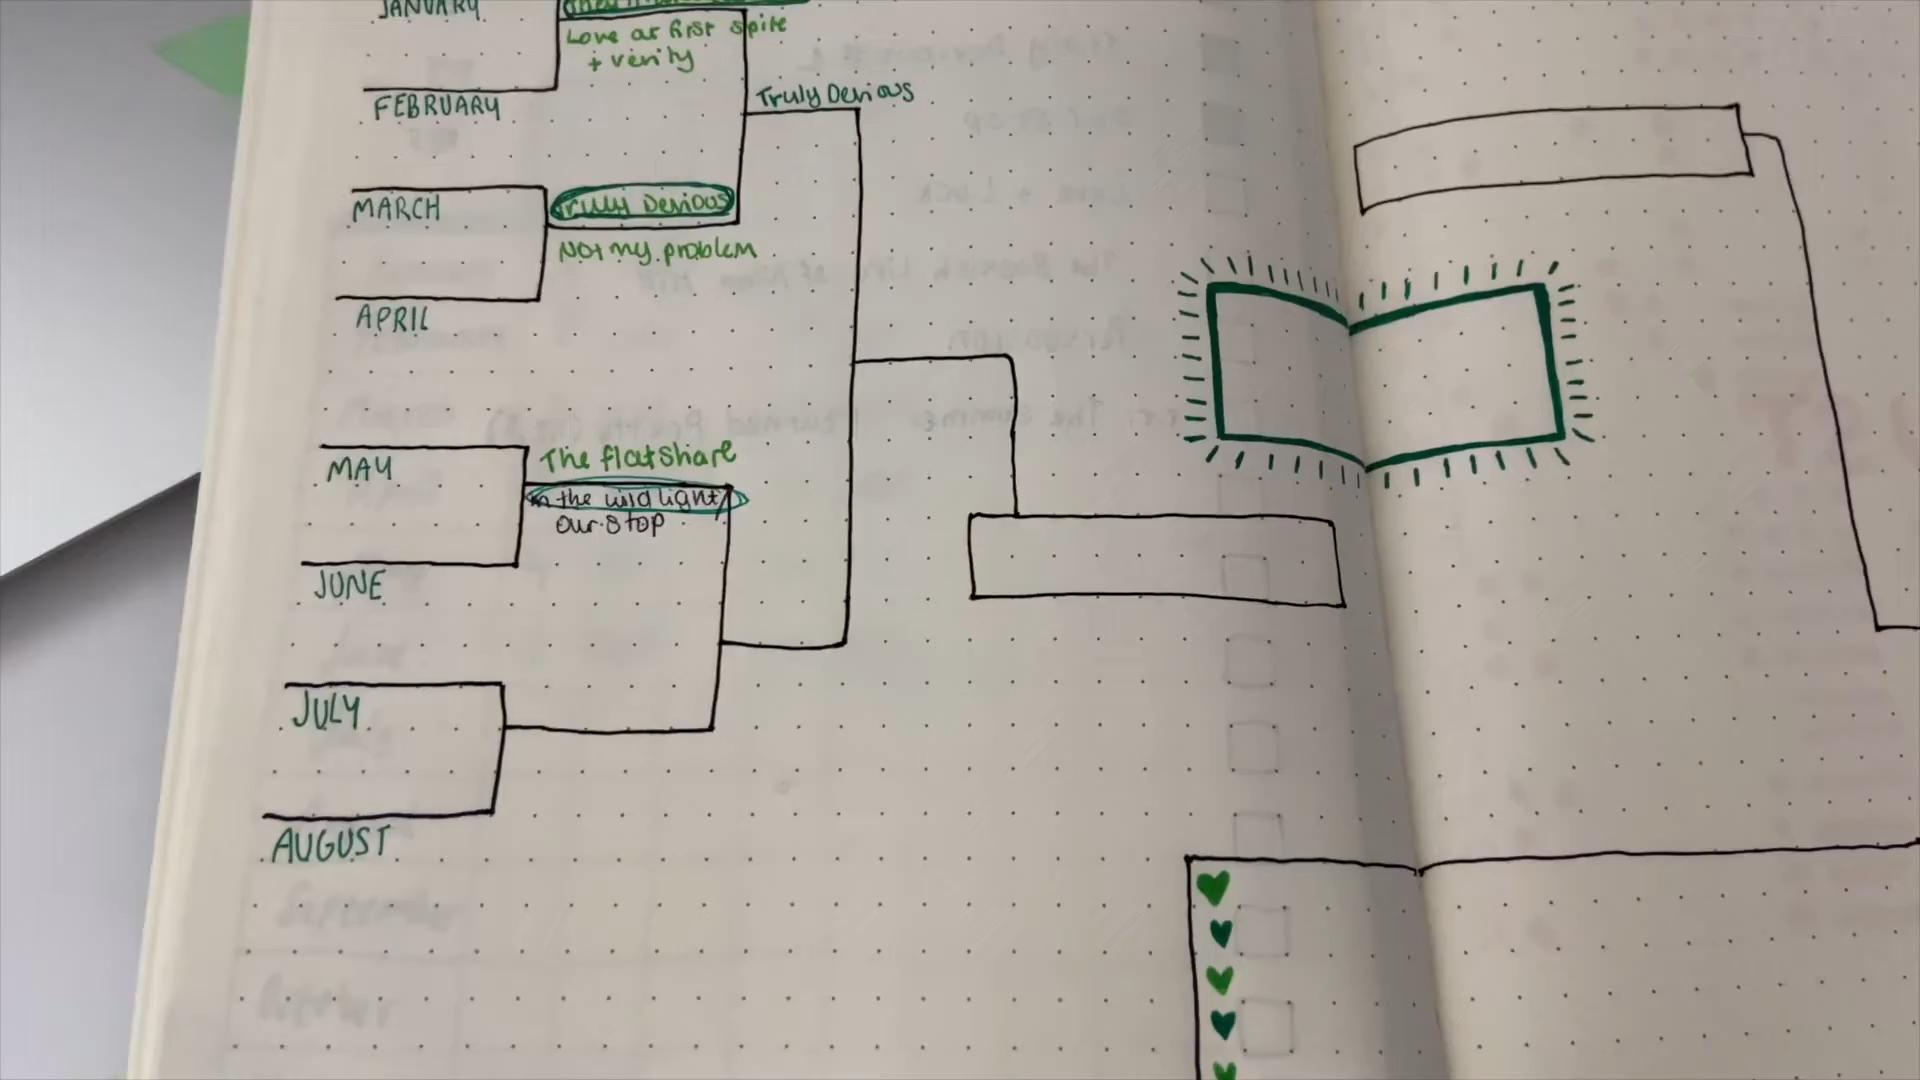 JANUARY
Love at first spite
+ verity
FEBRUARY
Truly Devious
MARCH
Truly Devious
Not my problem
APRIL
The flatshare
MAY
In the wild light
our stop
JUNE
JULY
AUGUST